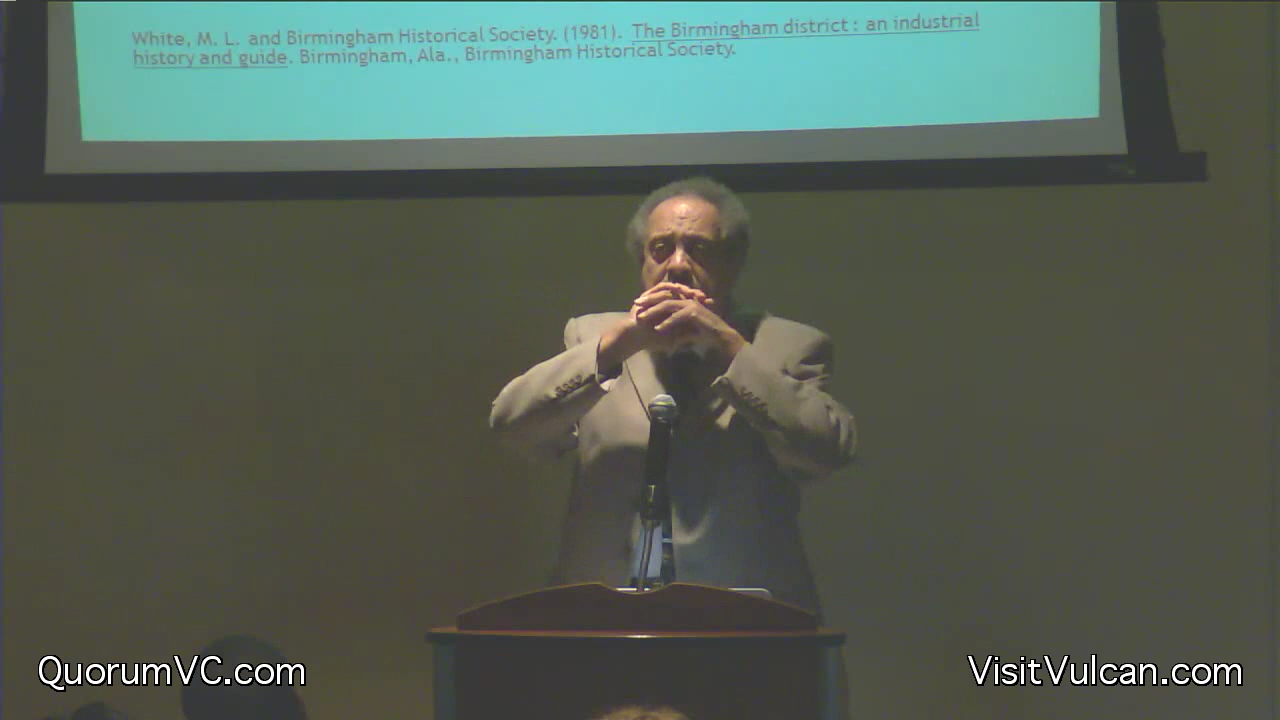 White, M. L. and Birmingham Historical Society. (1981). The Birmingham district : an industrial
history and guide. Birmingham, Ala., Birmingham Historical Society.
QuorumVC.com
VisitVulcan.com